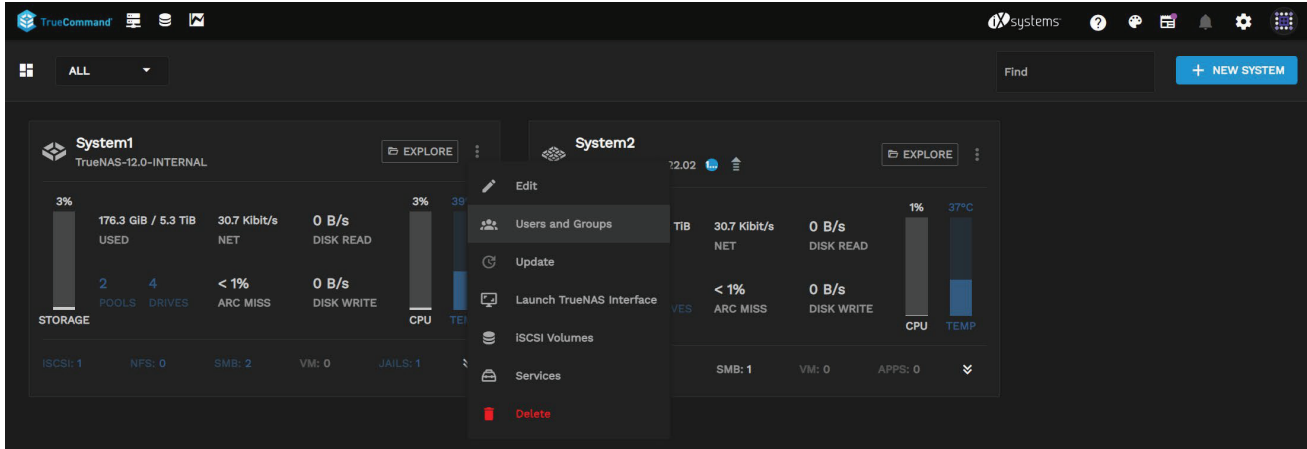 TrueCommand
iXsystems
ALL
Find
+ NEW SYSTEM
System1
TrueNAS-12.0-INTERNAL
EXPLORE
3%
176.3 GiB / 5.3 TiB
USED
30.7 Kibit/s
NET
0 B/s
DISK READ
3%
2
POOLS
4
DRIVES
< 1%
ARC MISS
0 B/s
DISK WRITE
STORAGE
CPU
ISCSI: 1
NFS: 0
SMB: 2
VM: 0
JAILS: 1
Edit
Users and Groups
Update
Launch TrueNAS Interface
iSCSI Volumes
Services
Delete
System2
22.02
EXPLORE
TiB
30.7 Kibit/s
NET
0 B/s
DISK READ
1%
37°C
< 1%
ARC MISS
0 B/s
DISK WRITE
CPU
TEMP
SMB: 1
VM: 0
APPS: 0